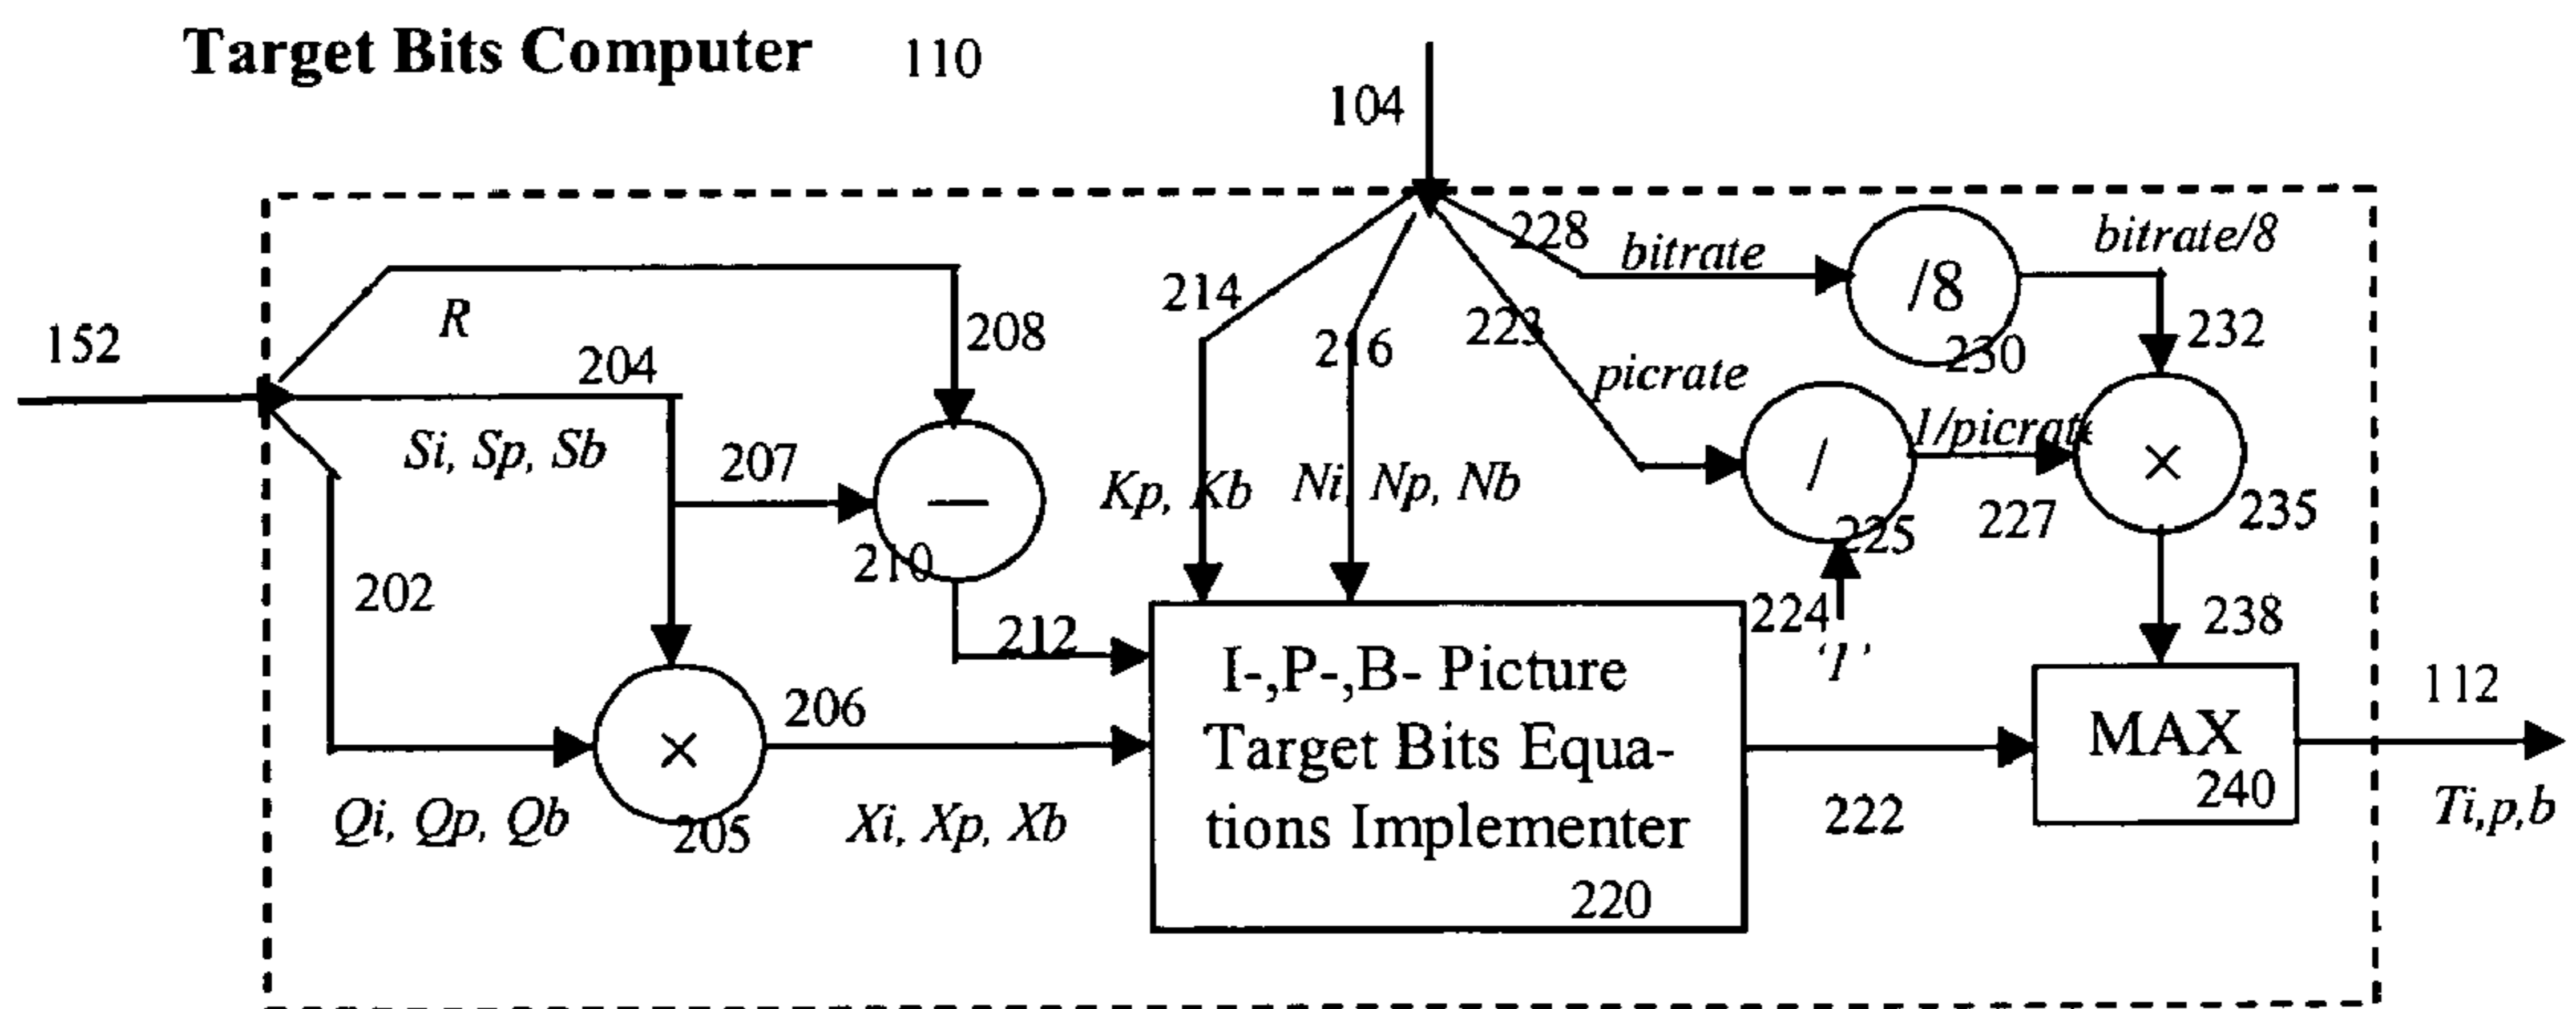 Target Bits Computer 110
104
228
bitrate
/8
230
bitrate/8
232
152
R
208
214
216
223
picrate
204
Si, Sp, Sb
207
—
210
Kp, Kb
Ni, Np, Nb
/
225
1/picrate
227
×
235
202
212
224
'1'
238
Qi, Qp, Qb
×
205
206
Xi, Xp, Xb
I-,P-,B- Picture
Target Bits Equa-
tions Implementer
220
222
MAX
240
112
Ti,p,b